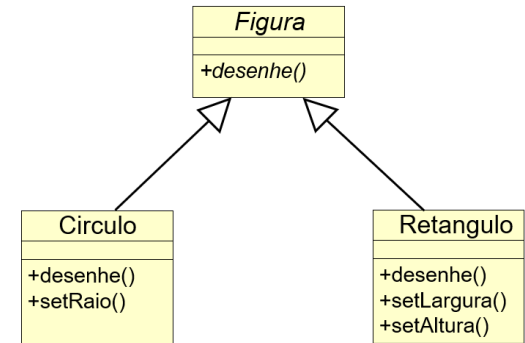 Figura
+desenhe()
Circulo
+desenhe()
+setRaio()
Retangulo
+desenhe()
+setLargura()
+setAltura()